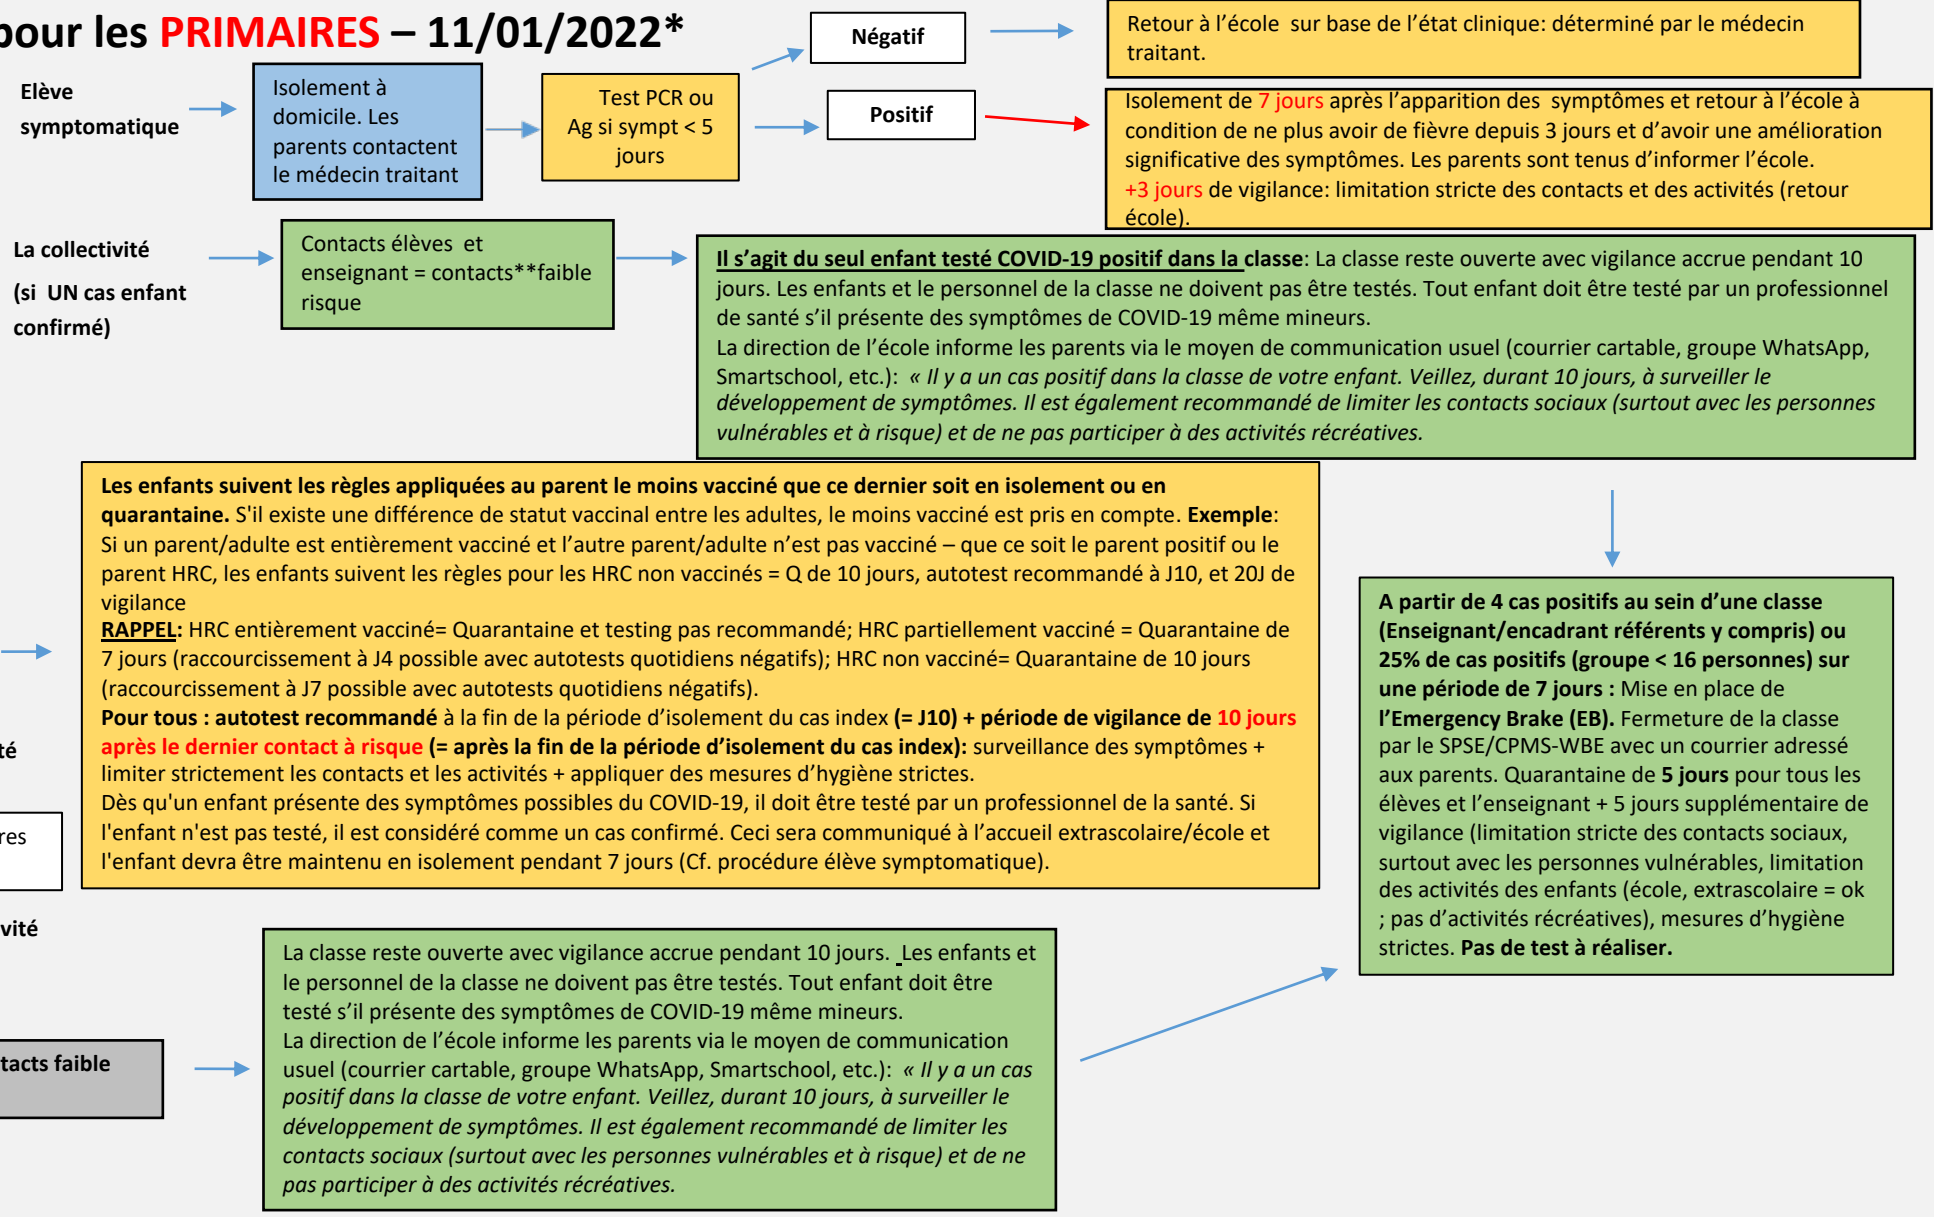 pour les PRIMAIRES – 11/01/2022*
Elève
symptomatique
Isolement à
domicile. Les
parents contactent
le médecin traitant
Test PCR ou
Ag si sympt < 5
jours
Négatif
Positif
Retour à l’école  sur base de l’état clinique: déterminé par le médecin
traitant.
Isolement de 7 jours après l’apparition des  symptômes et retour à l’école à
condition de ne plus avoir de fièvre depuis 3 jours et d’avoir une amélioration
significative des symptômes. Les parents sont tenus d’informer l’école.
+3 jours de vigilance: limitation stricte des contacts et des activités (retour
école).
La collectivité
(si  UN cas enfant
confirmé)
Contacts élèves  et
enseignant = contacts**faible
risque
Il s’agit du seul enfant testé COVID-19 positif dans la classe: La classe reste ouverte avec vigilance accrue pendant 10
jours. Les enfants et le personnel de la classe ne doivent pas être testés. Tout enfant doit être testé par un professionnel
de santé s’il présente des symptômes de COVID-19 même mineurs.
La direction de l’école informe les parents via le moyen de communication usuel (courrier cartable, groupe WhatsApp,
Smartschool, etc.):  « Il y a un cas positif dans la classe de votre enfant. Veillez, durant 10 jours, à surveiller le
développement de symptômes. Il est également recommandé de limiter les contacts sociaux (surtout avec les personnes
vulnérables et à risque) et de ne pas participer à des activités récréatives.
Les enfants suivent les règles appliquées au parent le moins vacciné que ce dernier soit en isolement ou en
quarantaine. S'il existe une différence de statut vaccinal entre les adultes, le moins vacciné est pris en compte. Exemple:
Si un parent/adulte est entièrement vacciné et l’autre parent/adulte n’est pas vacciné – que ce soit le parent positif ou le
parent HRC, les enfants suivent les règles pour les HRC non vaccinés = Q de 10 jours, autotest recommandé à J10, et 20J de
vigilance
RAPPEL: HRC entièrement vacciné= Quarantaine et testing pas recommandé; HRC partiellement vacciné = Quarantaine de
7 jours (raccourcissement à J4 possible avec autotests quotidiens négatifs); HRC non vacciné= Quarantaine de 10 jours
(raccourcissement à J7 possible avec autotests quotidiens négatifs).
Pour tous : autotest recommandé à la fin de la période d’isolement du cas index (= J10) + période de vigilance de 10 jours
après le dernier contact à risque (= après la fin de la période d’isolement du cas index): surveillance des symptômes +
limiter strictement les contacts et les activités + appliquer des mesures d’hygiène strictes.
Dès qu'un enfant présente des symptômes possibles du COVID-19, il doit être testé par un professionnel de la santé. Si
l'enfant n'est pas testé, il est considéré comme un cas confirmé. Ceci sera communiqué à l’accueil extrascolaire/école et
l'enfant devra être maintenu en isolement pendant 7 jours (Cf. procédure élève symptomatique).
té
res
vité
A partir de 4 cas positifs au sein d’une classe
(Enseignant/encadrant référents y compris) ou
25% de cas positifs (groupe < 16 personnes) sur
une période de 7 jours : Mise en place de
l’Emergency Brake (EB). Fermeture de la classe
par le SPSE/CPMS-WBE avec un courrier adressé
aux parents. Quarantaine de 5 jours pour tous les
élèves et l’enseignant + 5 jours supplémentaire de
vigilance (limitation stricte des contacts sociaux,
surtout avec les personnes vulnérables, limitation
des activités des enfants (école, extrascolaire = ok
; pas d’activités récréatives), mesures d’hygiène
strictes. Pas de test à réaliser.
tacts faible
La classe reste ouverte avec vigilance accrue pendant 10 jours.  Les enfants et
le personnel de la classe ne doivent pas être testés. Tout enfant doit être
testé s’il présente des symptômes de COVID-19 même mineurs.
La direction de l’école informe les parents via le moyen de communication
usuel (courrier cartable, groupe WhatsApp, Smartschool, etc.):  « Il y a un cas
positif dans la classe de votre enfant. Veillez, durant 10 jours, à surveiller le
développement de symptômes. Il est également recommandé de limiter les
contacts sociaux (surtout avec les personnes vulnérables et à risque) et de ne
pas participer à des activités récréatives.